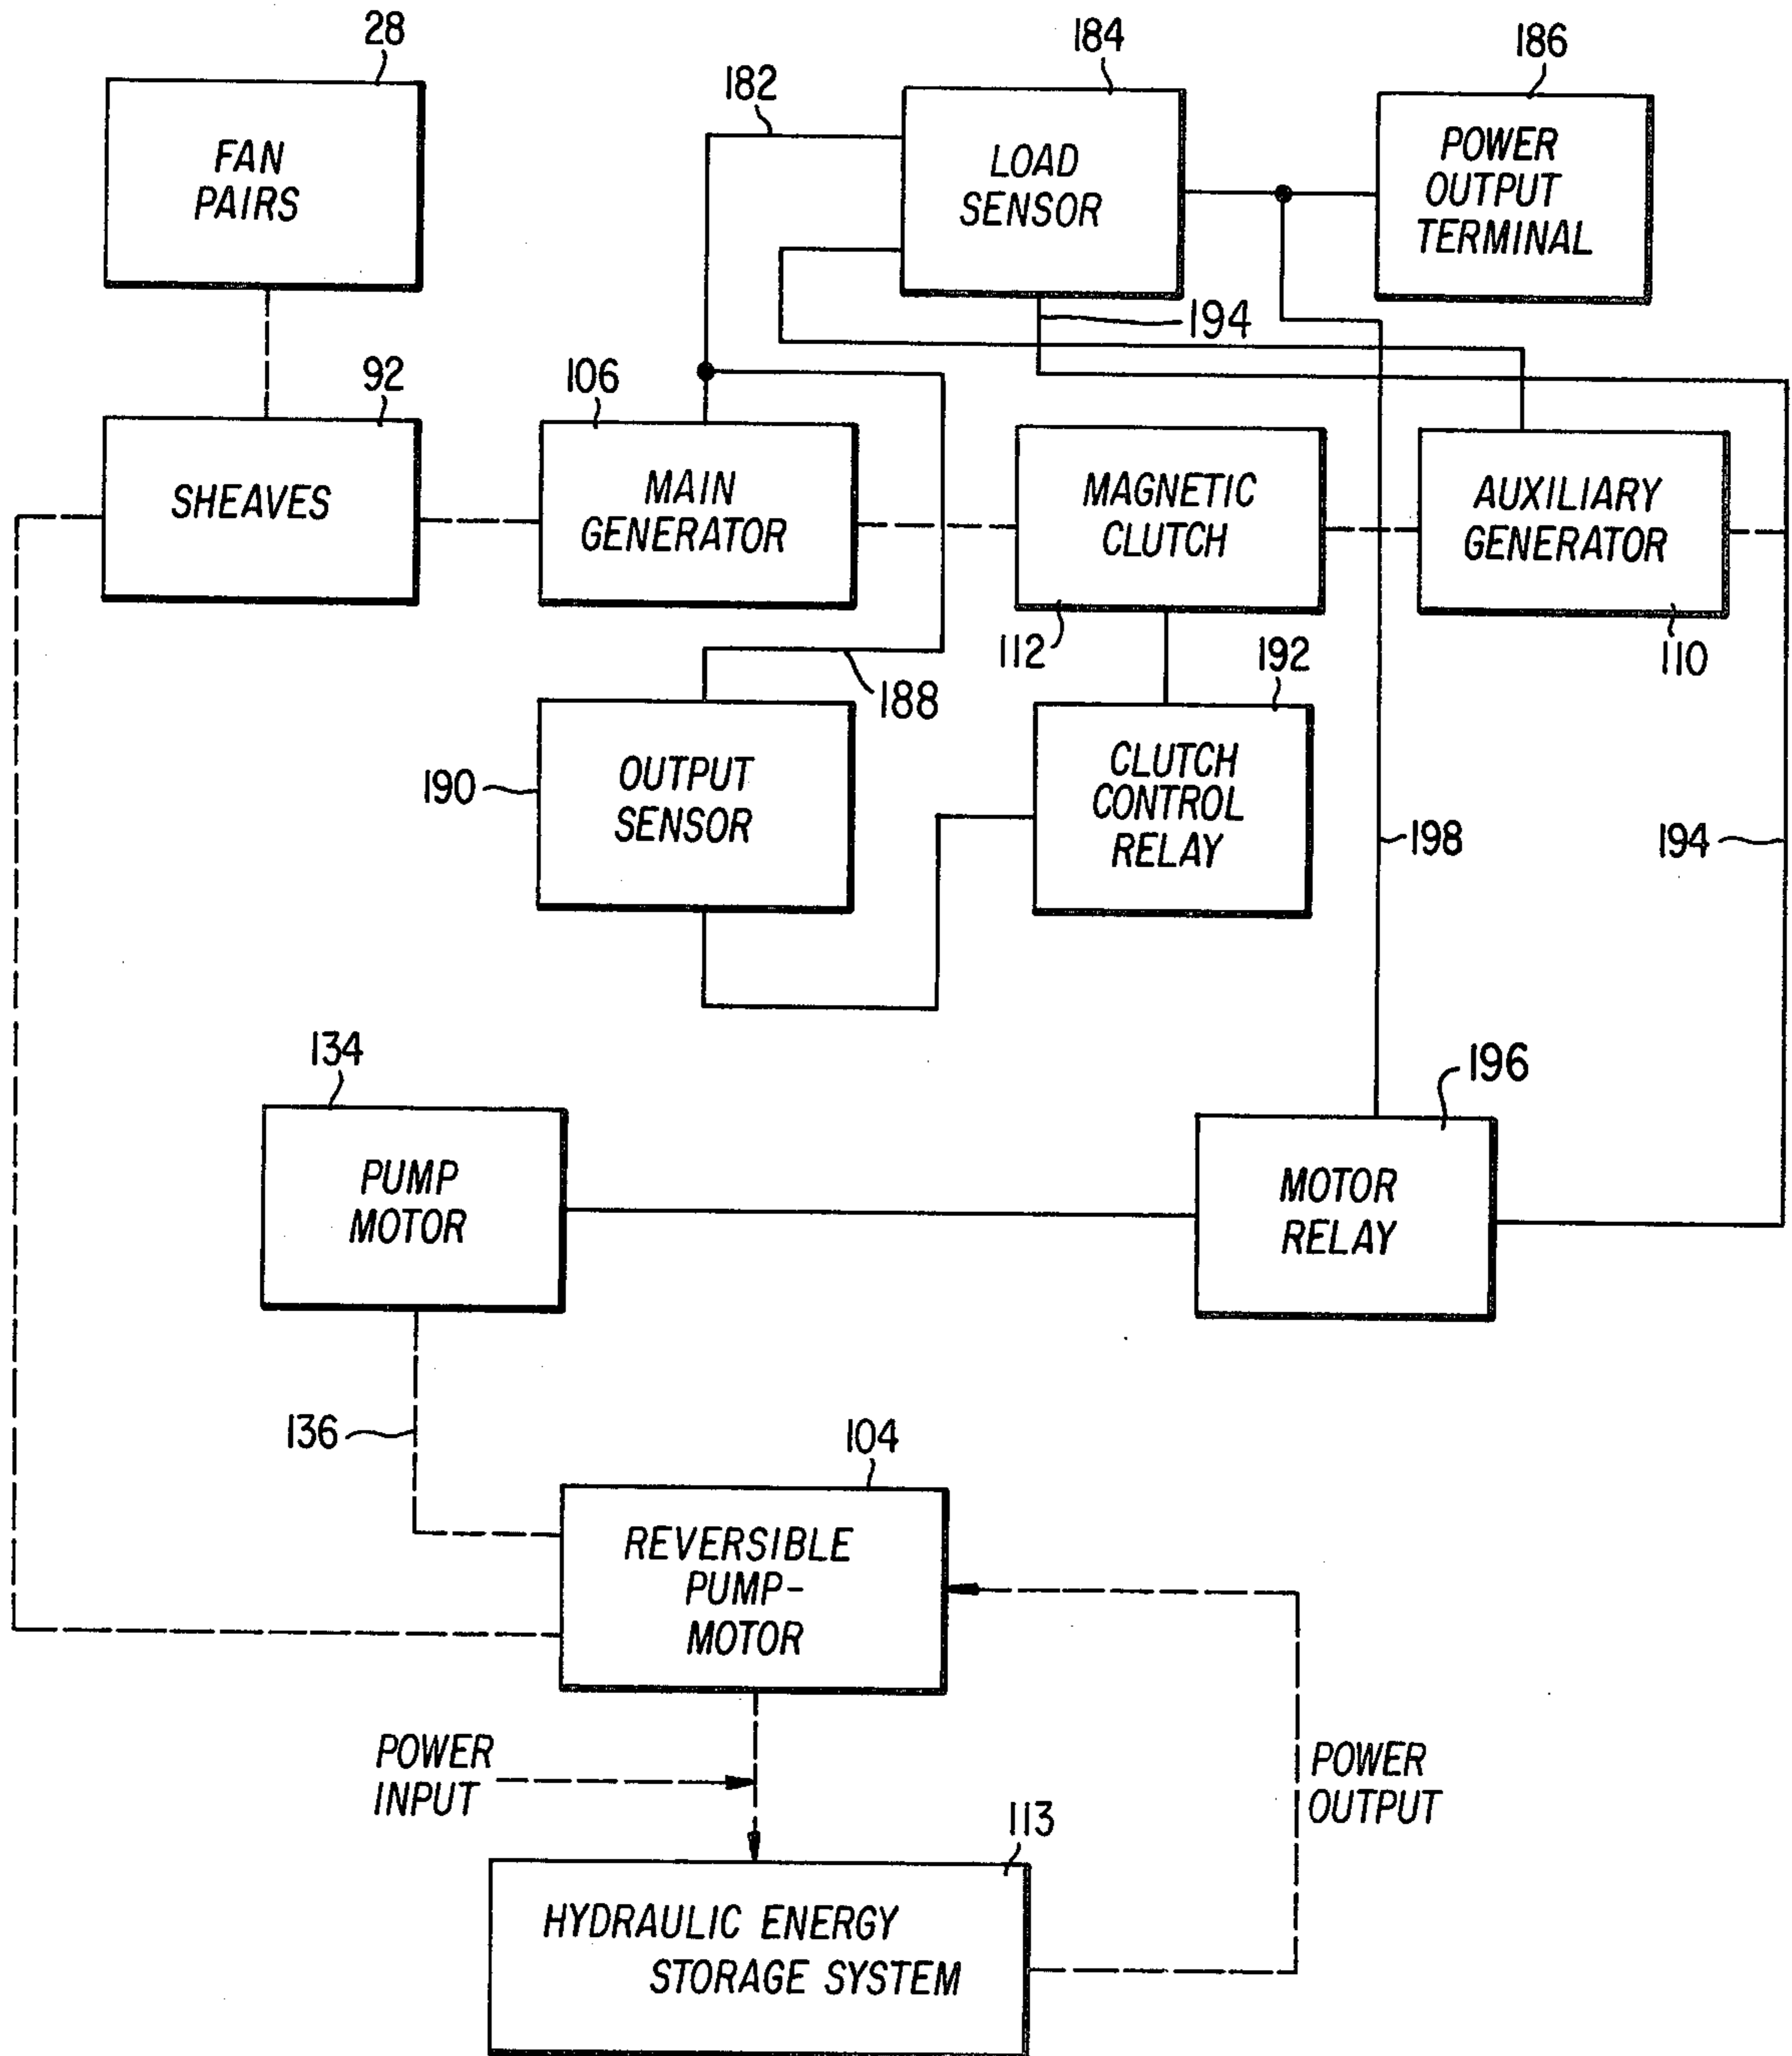 28
184
186
182
FAN
PAIRS
LOAD
SENSOR
POWER
OUTPUT
TERMINAL
194
92
106
SHEAVES
MAIN
GENERATOR
MAGNETIC
CLUTCH
AUXILIARY
GENERATOR
112
192
110
188
190
OUTPUT
SENSOR
CLUTCH
CONTROL
RELAY
198
194
134
196
PUMP
MOTOR
MOTOR
RELAY
136
104
REVERSIBLE
PUMP-
MOTOR
POWER
INPUT
POWER
OUTPUT
113
HYDRAULIC ENERGY
STORAGE SYSTEM